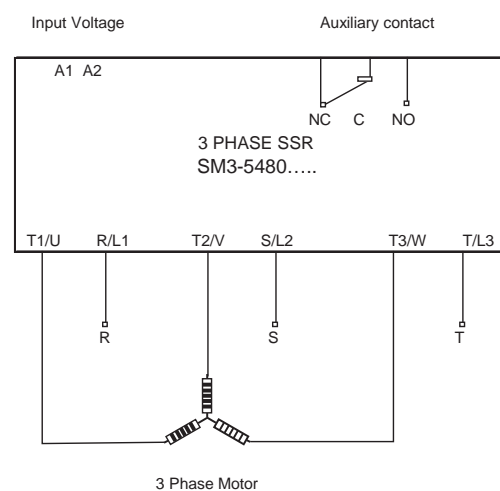 Input Voltage Auxiliary contact
A1 A2
NC C NO
3 PHASE SSR
SM3-5480.....
T1/U R/L1 T2/V S/L2 T3/W T/L3
R S T
3 Phase Motor